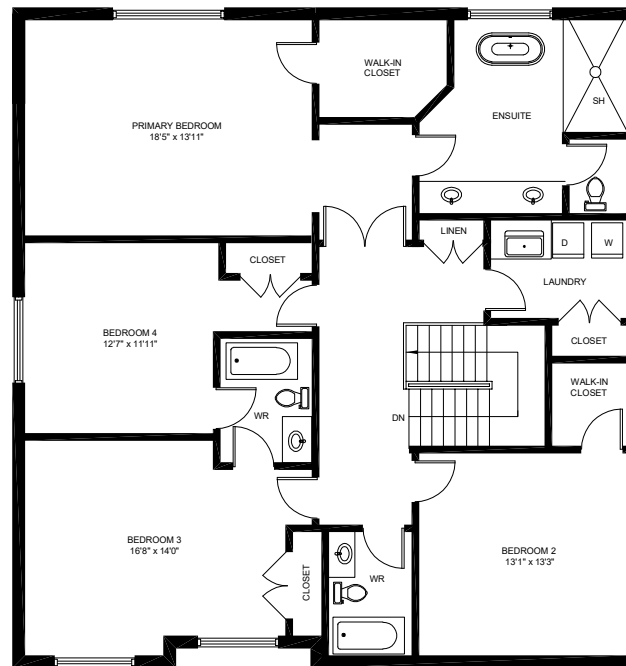 WALK-IN
CLOSET
SH
PRIMARY BEDROOM
18'5" x 13'11"
ENSUITE
LINEN
D
W
CLOSET
LAUNDRY
BEDROOM 4
12'7" x 11'11"
CLOSET
WALK-IN
CLOSET
WR
DN
BEDROOM 3
16'8" x 14'0"
BEDROOM 2
13'1" x 13'3"
CLOSET
WR